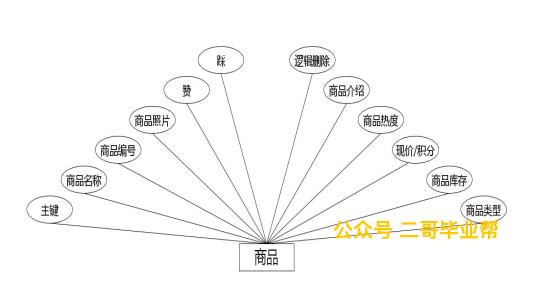 踩
逻辑删除
赞
商品介绍
商品照片
商品热度
商品编号
现价/积分
商品名称
商品库存
主键
商品类型
公众号 二哥毕业帮
商品